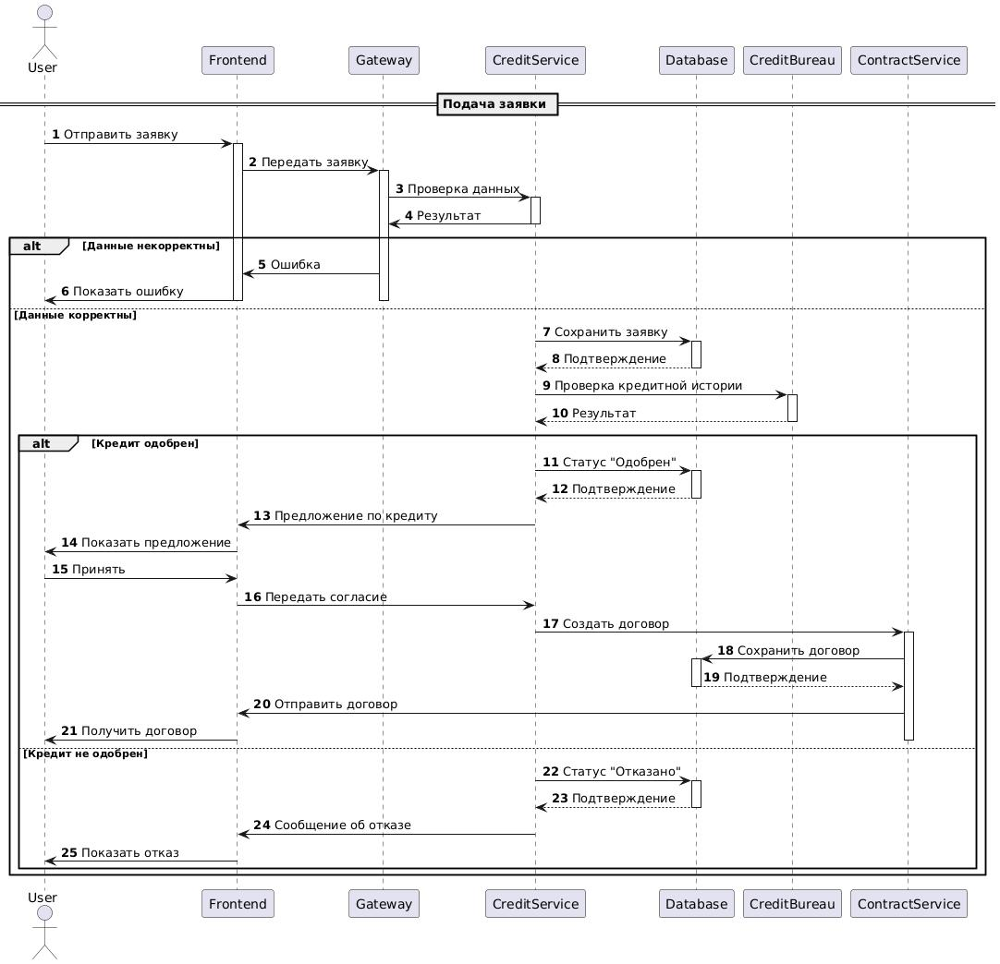 User
Frontend
Gateway
CreditService
Database
CreditBureau
ContractService
Подача заявки
1 Отправить заявку
2 Передать заявку
3 Проверка данных
4 Результат
alt [Данные некорректны]
5 Ошибка
6 Показать ошибку
[Данные корректны]
7 Сохранить заявку
8 Подтверждение
9 Проверка кредитной истории
10 Результат
alt [Кредит одобрен]
11 Статус "Одобрен"
12 Подтверждение
13 Предложение по кредиту
14 Показать предложение
15 Принять
16 Передать согласие
17 Создать договор
18 Сохранить договор
19 Подтверждение
20 Отправить договор
21 Получить договор
[Кредит не одобрен]
22 Статус "Отказано"
23 Подтверждение
24 Сообщение об отказе
25 Показать отказ
User
Frontend
Gateway
CreditService
Database
CreditBureau
ContractService